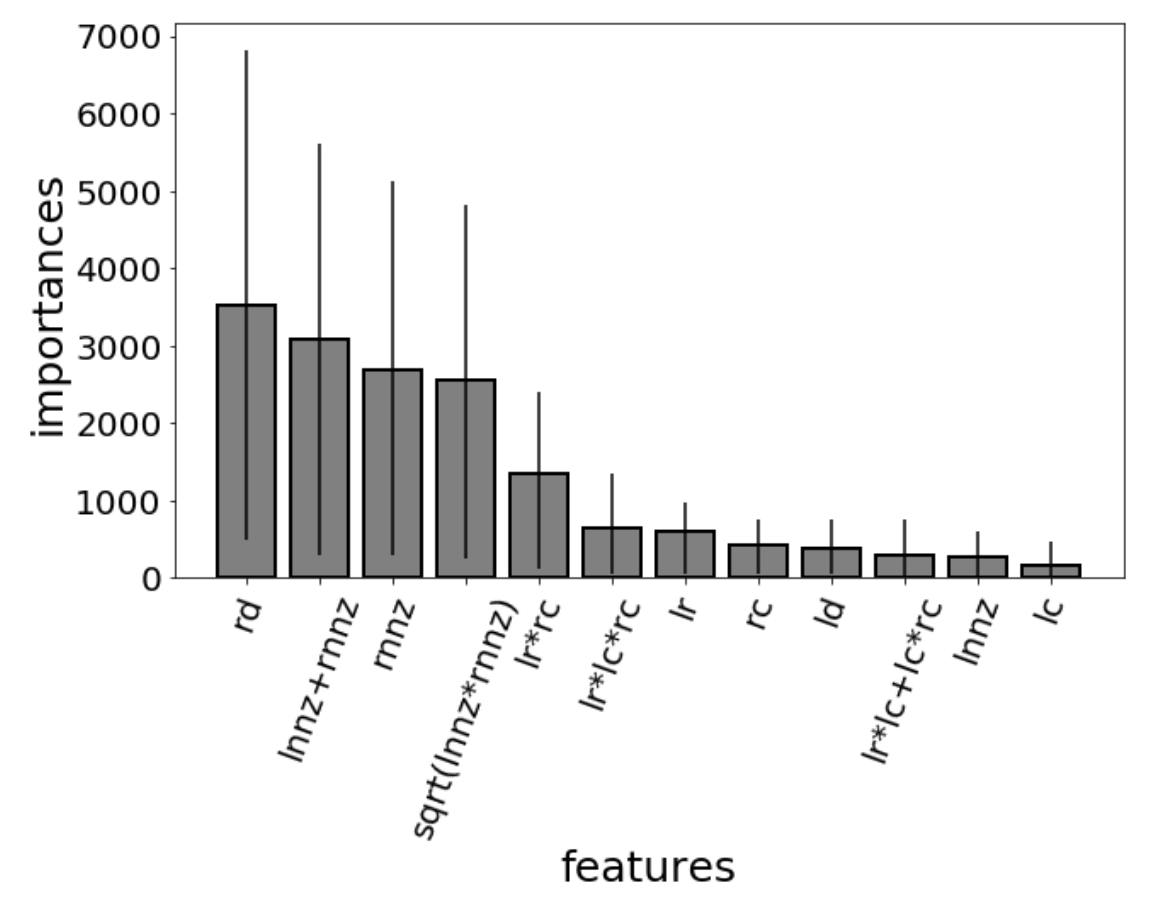 7000
6000
5000
4000
3000
2000
1000
0
importances
rd
lnnz+rnnz
rnnz
sqrt(lnnz*rnnz)
lr*rc
lr*lc*rc
lr
rc
ld
lr*lc+lc*rc
lnnz
lc
features